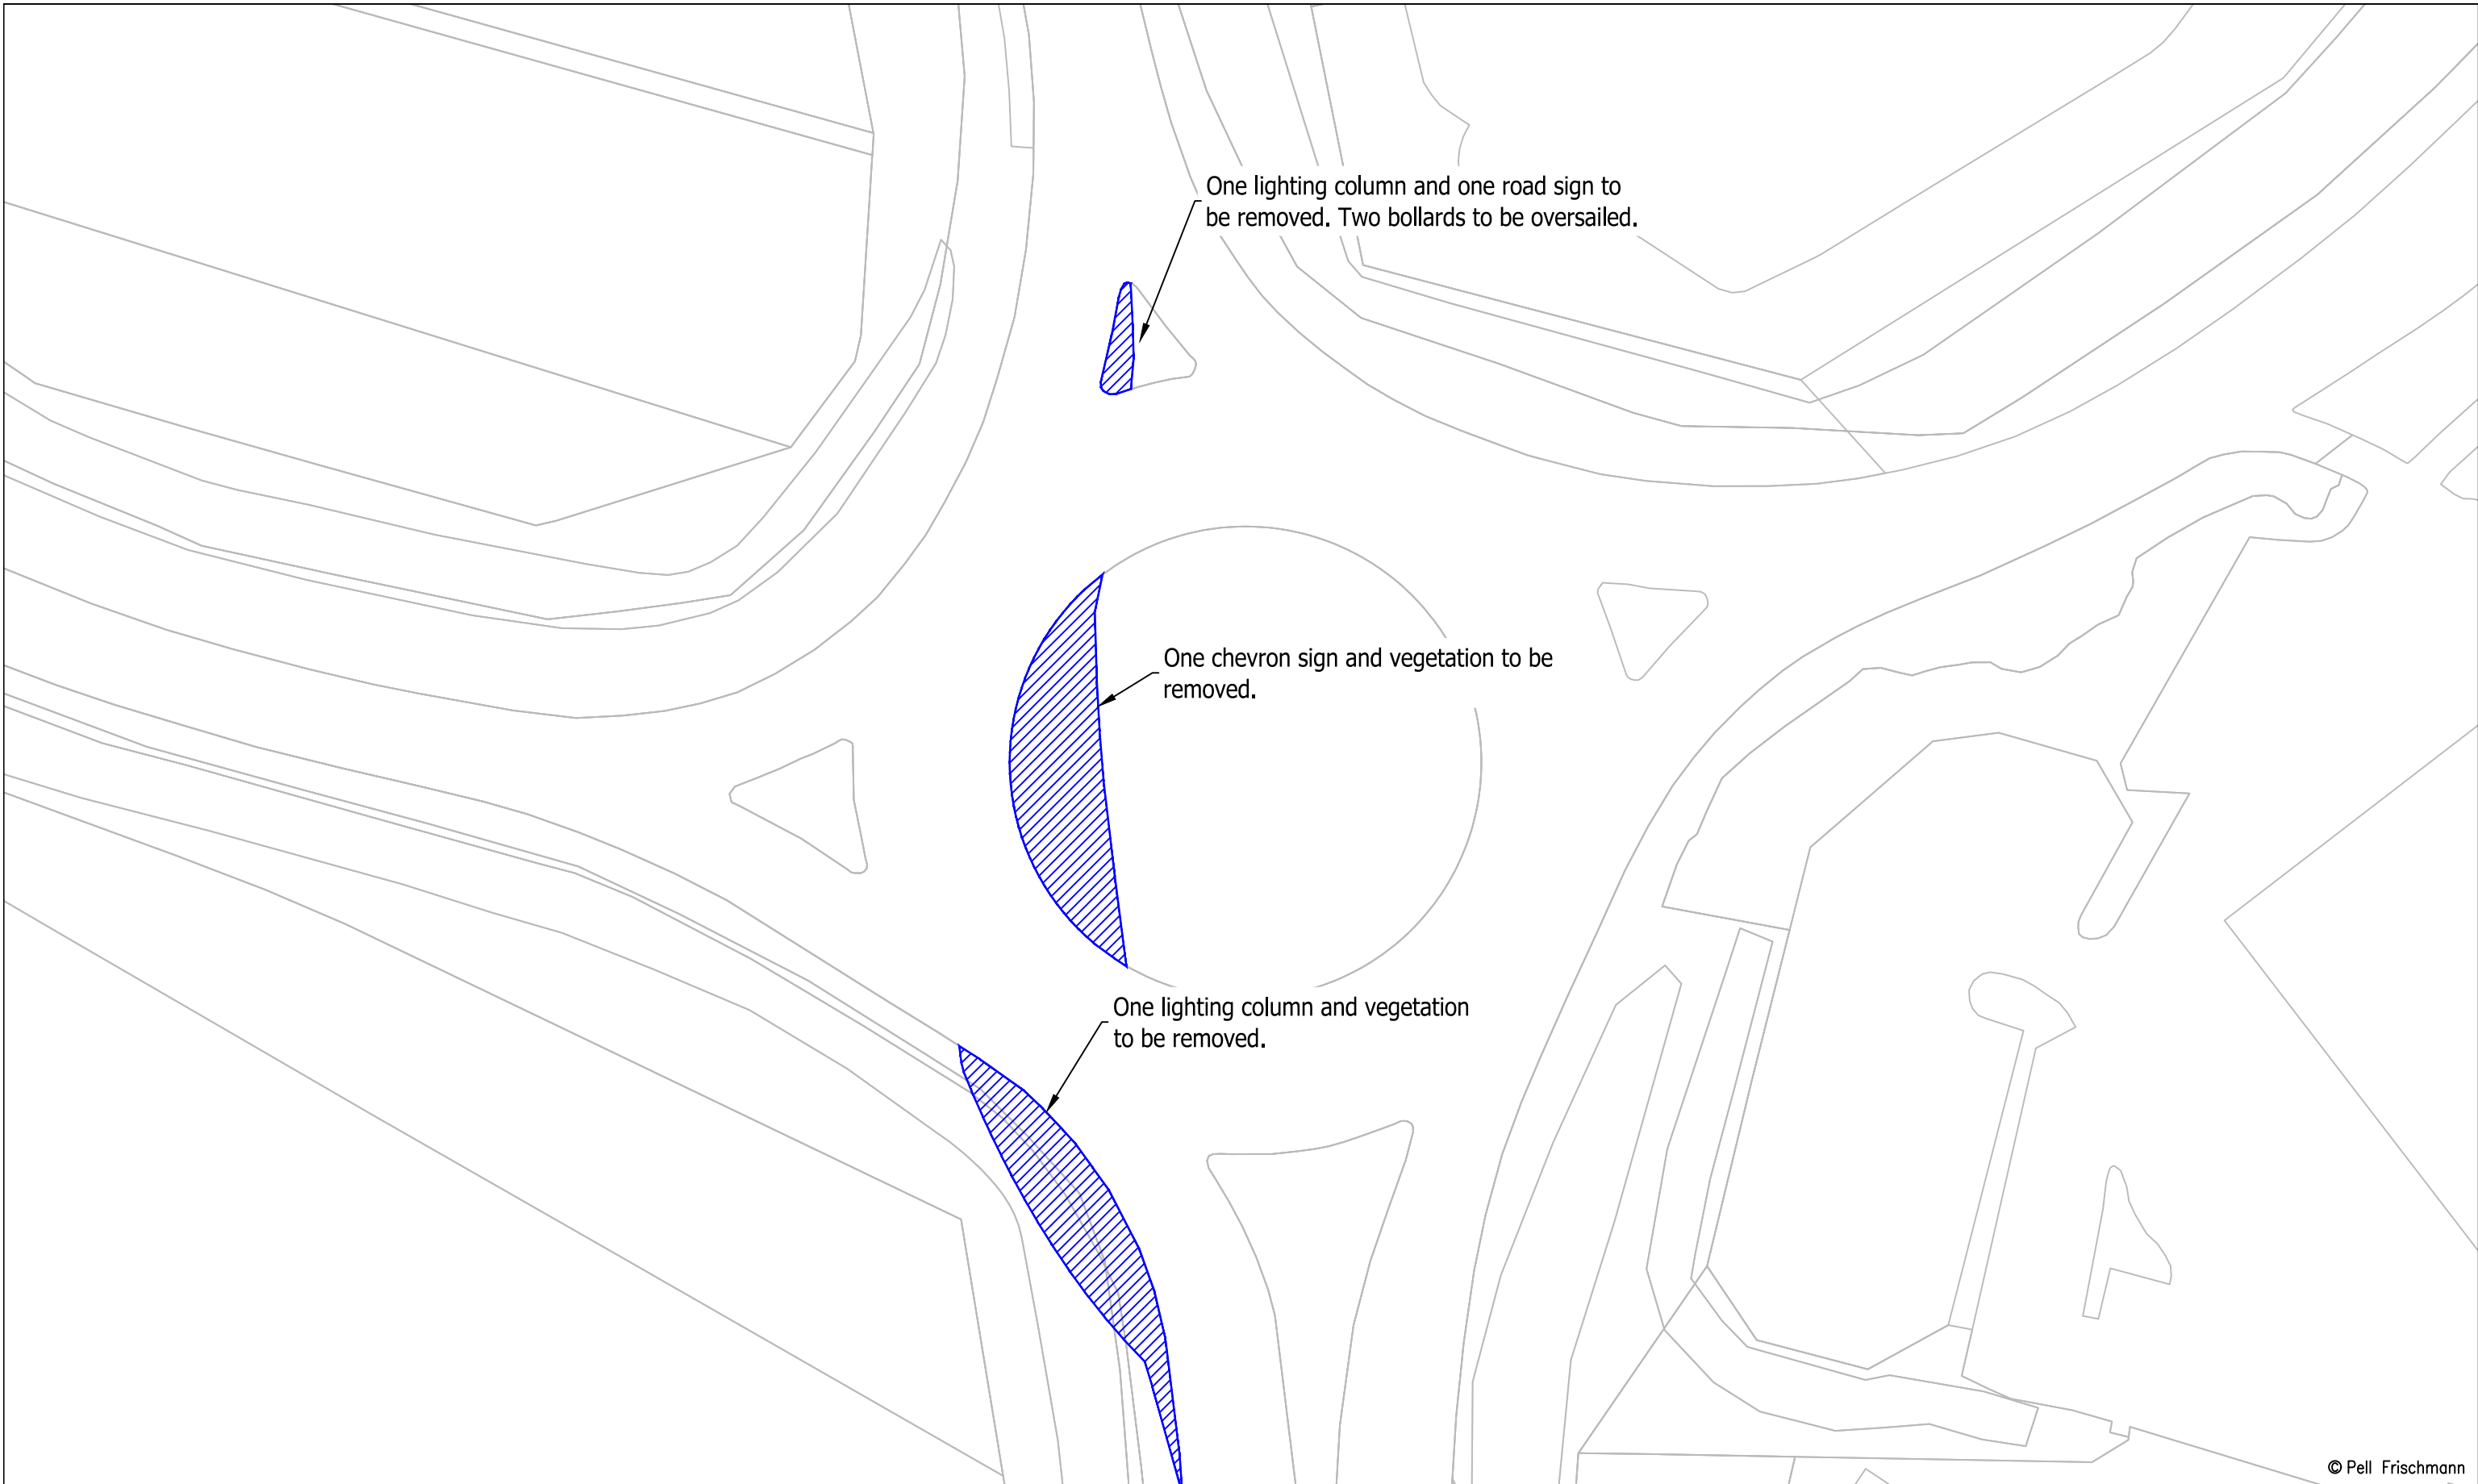 One lighting column and one road sign to
be removed. Two bollards to be oversailed.
One chevron sign and vegetation to be
removed.
One lighting column and vegetation
to be removed.
© Pell Frischmann